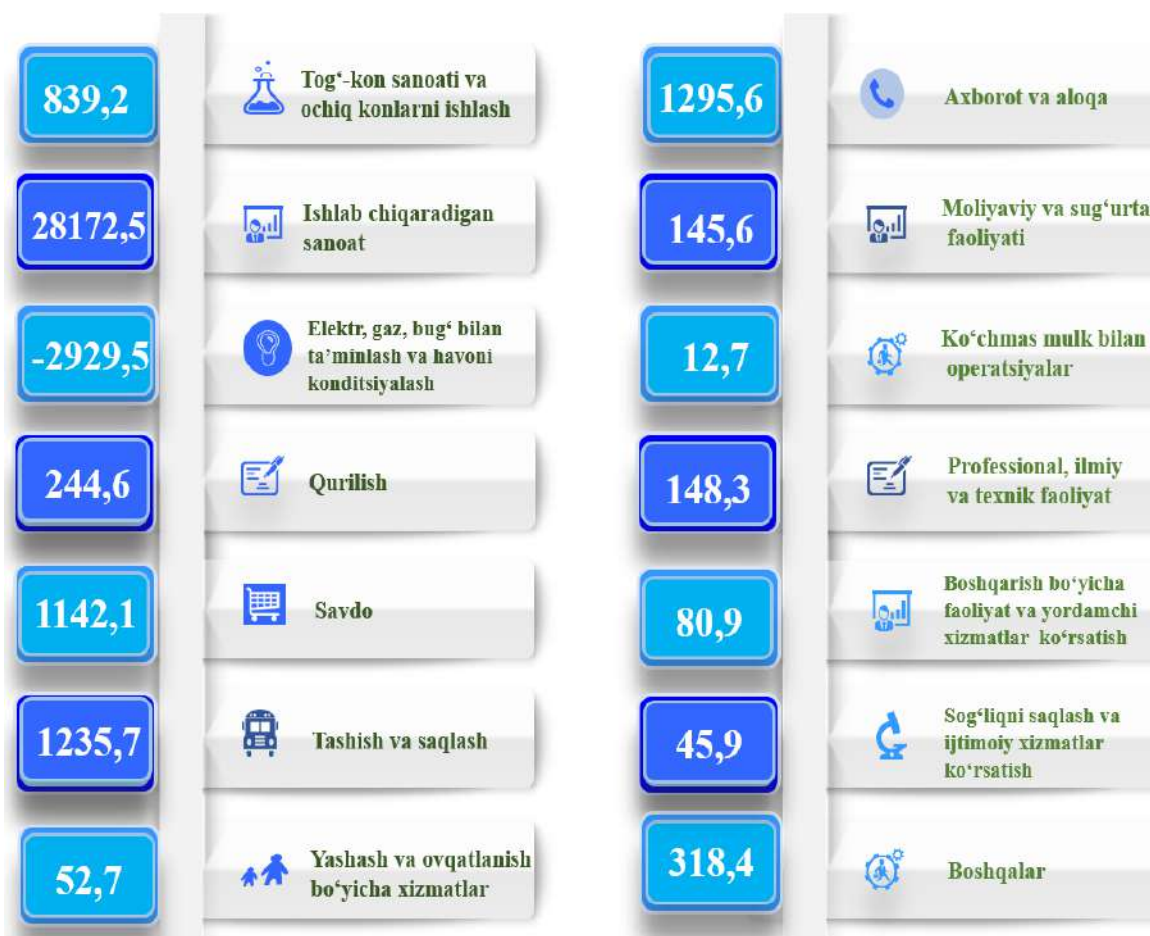 839,2
Tog‘-kon sanoati va
ochiq konlarni ishlash
28172,5
Ishlab chiqaradigan
sanoat
-2929,5
Elektr, gaz, bug‘ bilan
ta’minlash va havoni
konditsiyalash
244,6
Qurilish
1142,1
Savdo
1235,7
Tashish va saqlash
52,7
Yashash va ovqatlanish
bo‘yicha xizmatlar
1295,6
Axborot va aloqa
145,6
Moliyaviy va sug‘urta
faoliyati
12,7
Ko‘chmas mulk bilan
operatsiyalar
148,3
Professional, ilmiy
va texnik faoliyat
80,9
Boshqarish bo‘yicha
faoliyat va yordamchi
xizmatlar ko‘rsatish
45,9
Sog‘liqni saqlash va
ijtimoiy xizmatlar
ko‘rsatish
318,4
Boshqalar